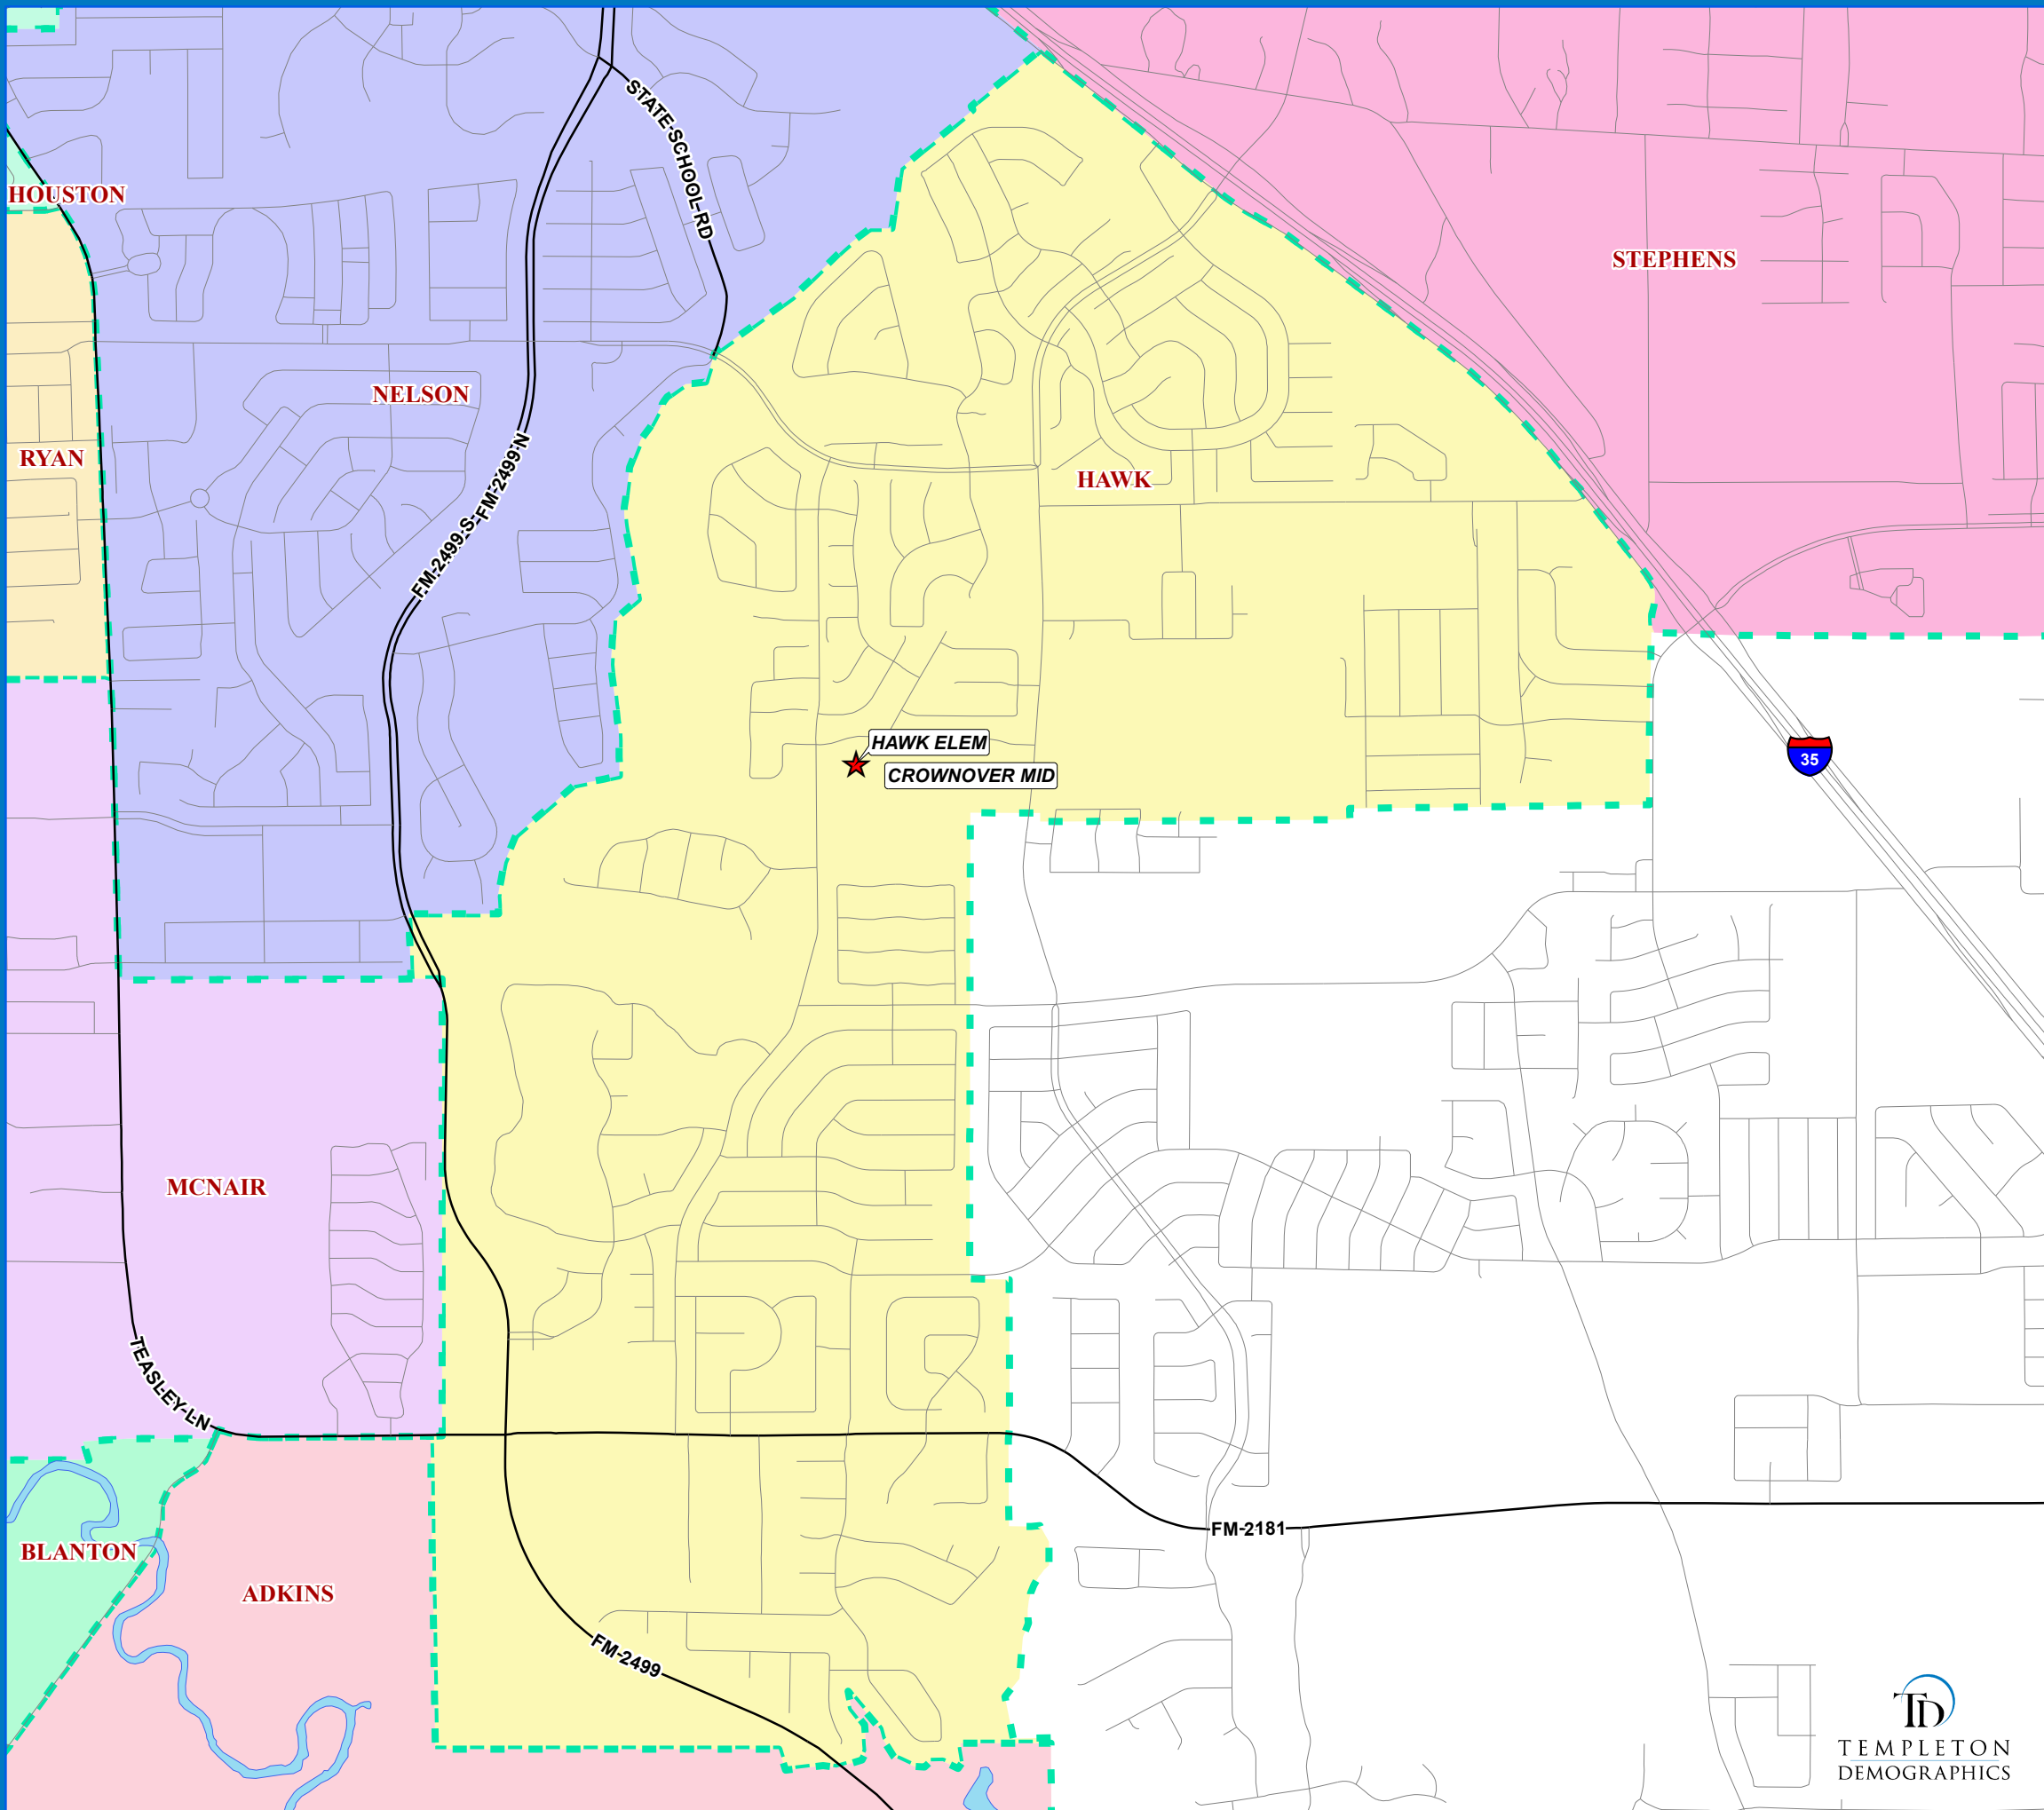 STATE SCHOOL RD
HOUSTON
STEPHENS
NELSON
FM-2499-N
RYAN
HAWK
FM-2499-S
HAWK ELEM
CROWNOVER MID
35
MCNAIR
TEASLEY-LN
FM-2181
BLANTON
ADKINS
FM-2499
TD
TEMPLETON
DEMOGRAPHICS